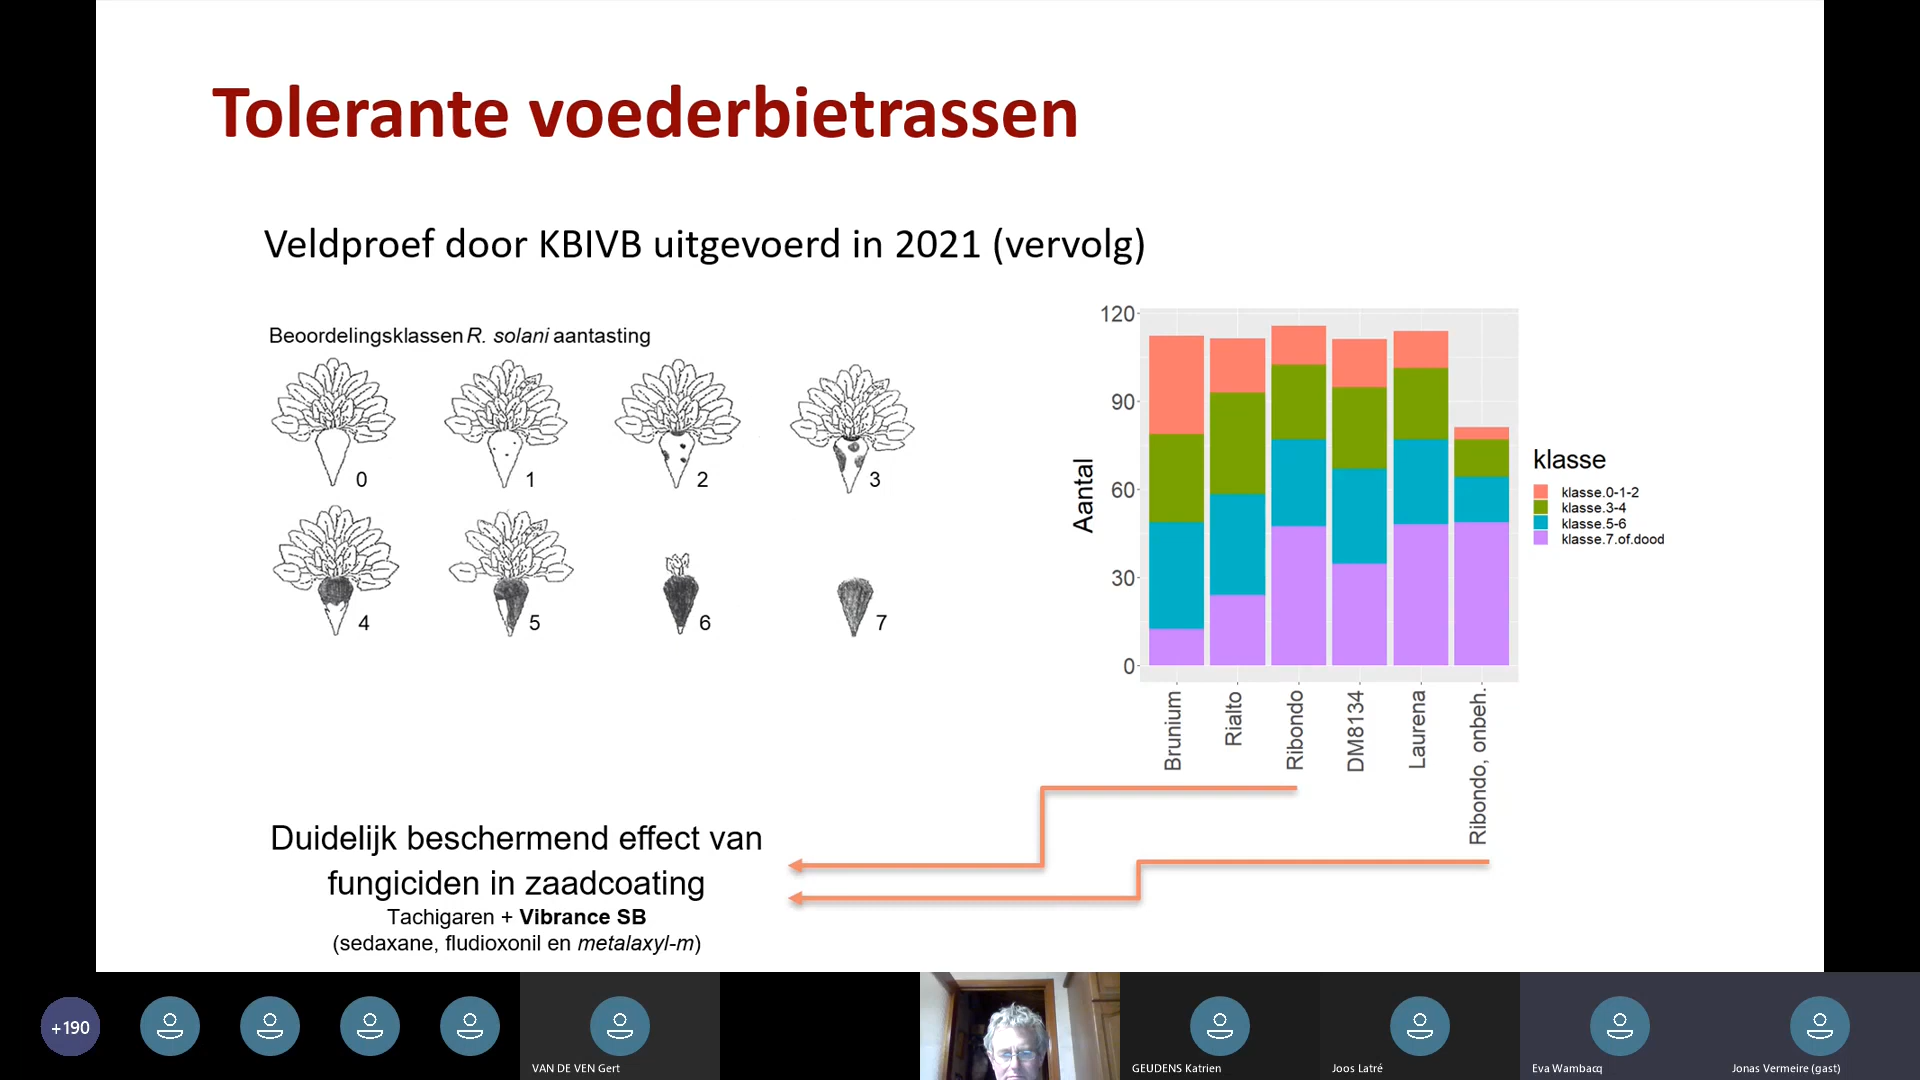 Tolerante voederbietrassen
Veldproef door KBIVB uitgevoerd in 2021 (vervolg)
Beoordelingsklassen R. solani aantasting
0
1
2
3
4
5
6
7
120
90
60
30
0
Aantal
Brunium
Rialto
Ribondo
DM8134
Laurena
Ribondo, onbeh.
klasse
klasse.0-1-2
klasse.3-4
klasse.5-6
klasse.7.of.dood
Duidelijk beschermend effect van
fungiciden in zaadcoating
Tachigaren + Vibrance SB
(sedaxane, fludioxonil en metalaxyl-m)
+190
VAN DE VEN Gert
GEUDENS Katrien
Joos Latré
Eva Wambacq
Jonas Vermeire (gast)